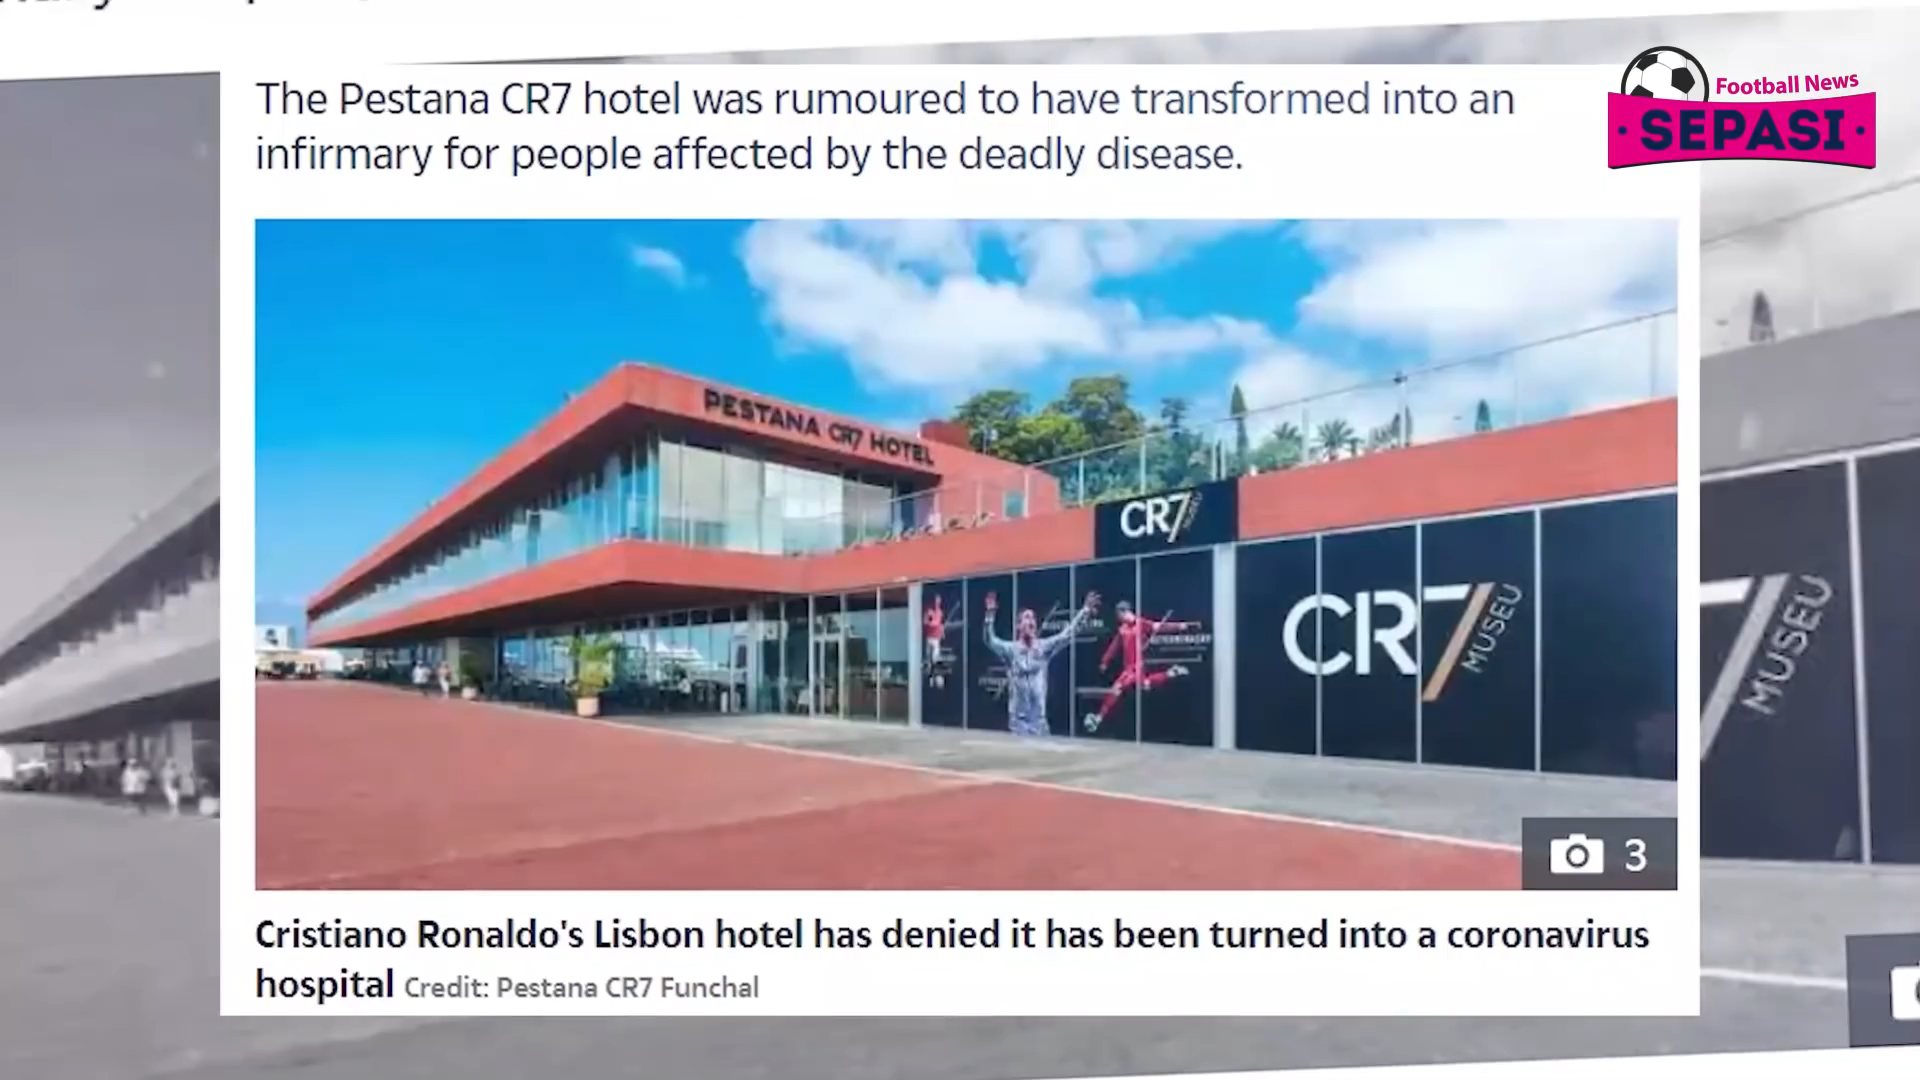 Football News
SEPASI
The Pestana CR7 hotel was rumoured to have transformed into an
infirmary for people affected by the deadly disease.
PESTANA CR7 HOTEL
CR7
CR7
MUSEU
MUSEU
3
Cristiano Ronaldo's Lisbon hotel has denied it has been turned into a coronavirus
hospital Credit: Pestana CR7 Funchal